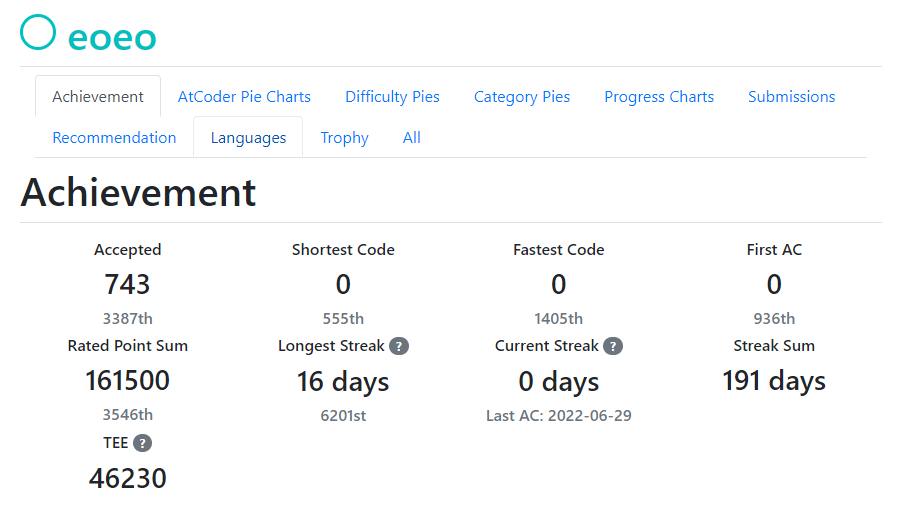 eoeo
Achievement AtCoder Pie Charts Difficulty Pies Category Pies Progress Charts Submissions
Recommendation Languages Trophy All
Achievement
Accepted Shortest Code Fastest Code First AC
743 0 0 0
3387th 555th 1405th 936th
Rated Point Sum Longest Streak ? Current Streak ? Streak Sum
161500 16 days 0 days 191 days
3546th 6201st Last AC: 2022-06-29
TEE ?
46230